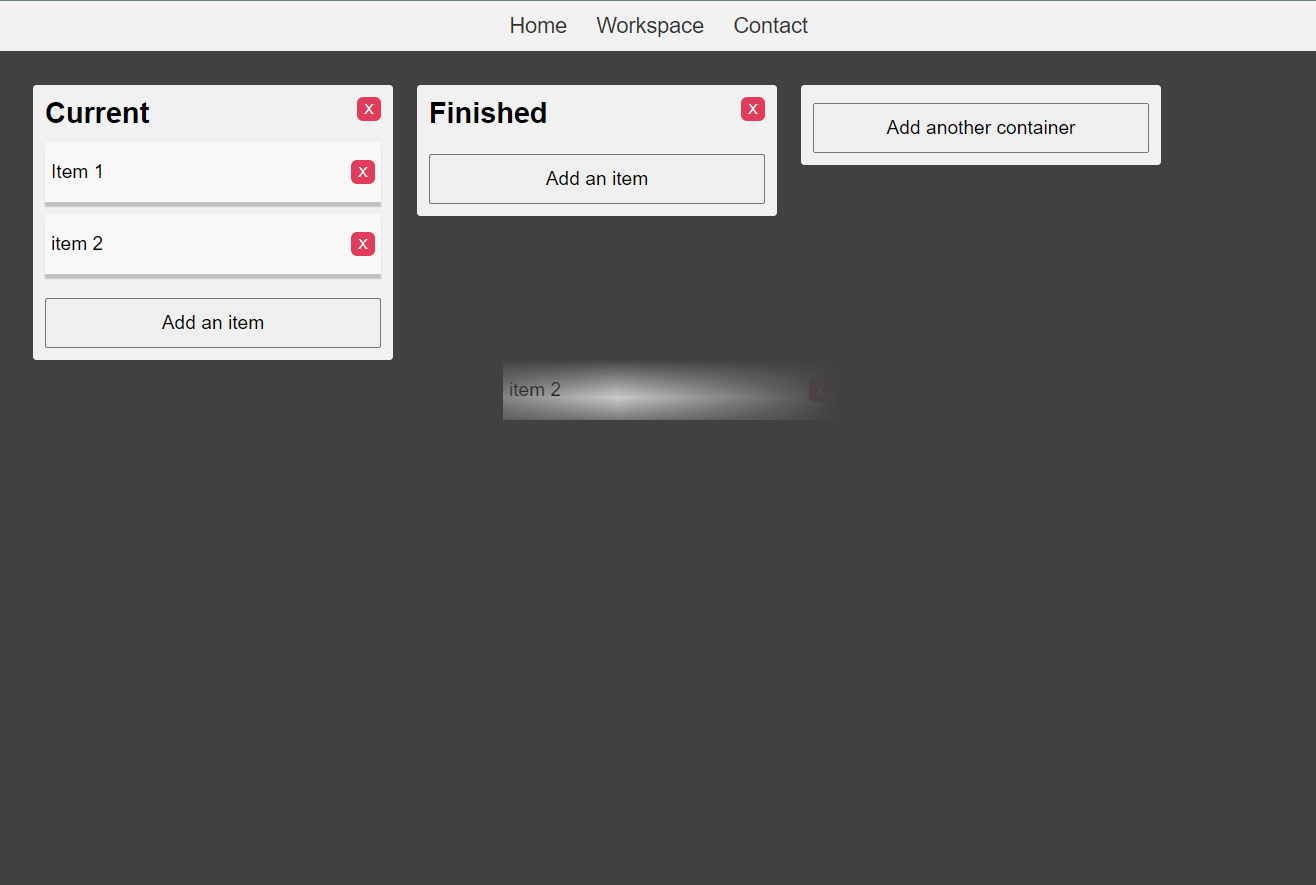 Home Workspace Contact
Current X
Item 1 X
item 2 X
Add an item
Finished X
Add an item
Add another container
item 2 X